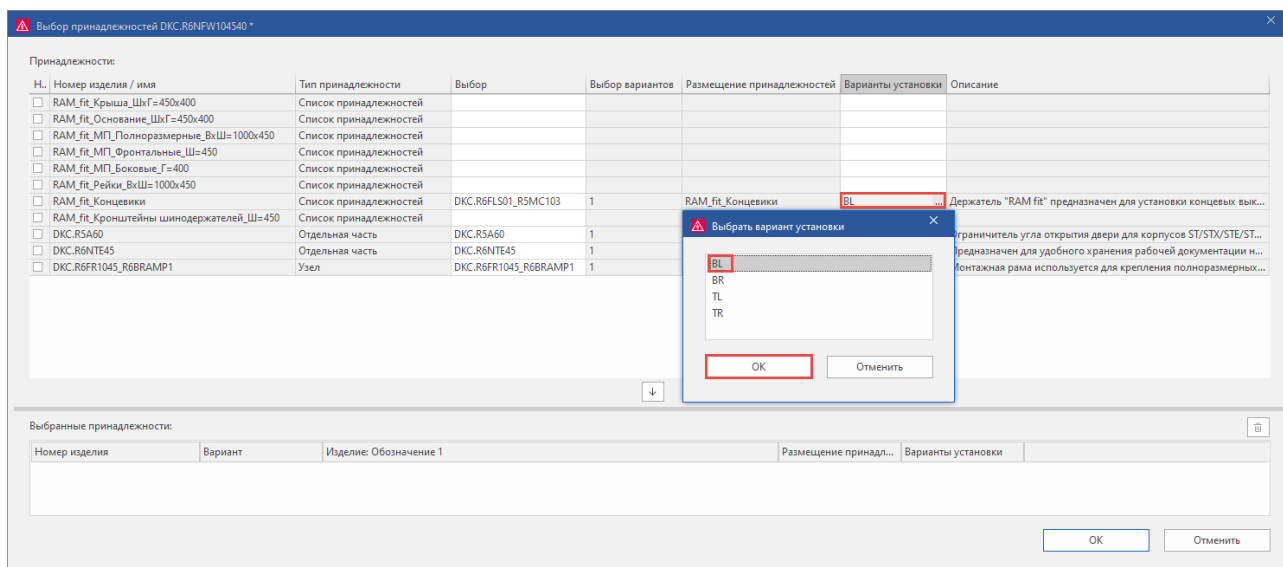 Выбор принадлежностей DKC.R6NFW104540 *
Принадлежности:
Н.. Номер изделия / имя Тип принадлежности Выбор Выбор вариантов Размещение принадлежностей Варианты установки Описание
RAM_fit_Крыша_ШхГ=450x400 Список принадлежностей
RAM_fit_Основание_ШхГ=450x400 Список принадлежностей
RAM_fit_МП_Полноразмерные_ВхШ=1000x450 Список принадлежностей
RAM_fit_МП_Фронтальные_Ш=450 Список принадлежностей
RAM_fit_МП_Боковые_Г=400 Список принадлежностей
RAM_fit_Рейки_ВхШ=1000x450 Список принадлежностей
RAM_fit_Концевики Список принадлежностей DKC.R6FLS01_R5MC103 1 RAM_fit_Концевики BL ... Держатель "RAM fit" предназначен для установки концевых вык...
RAM_fit_Кронштейны шинодержателей_Ш=450 Список принадлежностей
DKC.R5A60 Отдельная часть DKC.R5A60 1 Ограничитель угла открытия двери для корпусов ST/STX/STE/ST...
DKC.R6NTE45 Отдельная часть DKC.R6NTE45 1 Предназначен для удобного хранения рабочей документации н...
DKC.R6FR1045_R6BRAMP1 Узел DKC.R6FR1045_R6BRAMP1 1 Монтажная рама используется для крепления полноразмерных...
Выбрать вариант установки
BL
BR
TL
TR
OK Отменить
Выбранные принадлежности:
Номер изделия Вариант Изделие: Обозначение 1 Размещение принадл... Варианты установки
OK Отменить